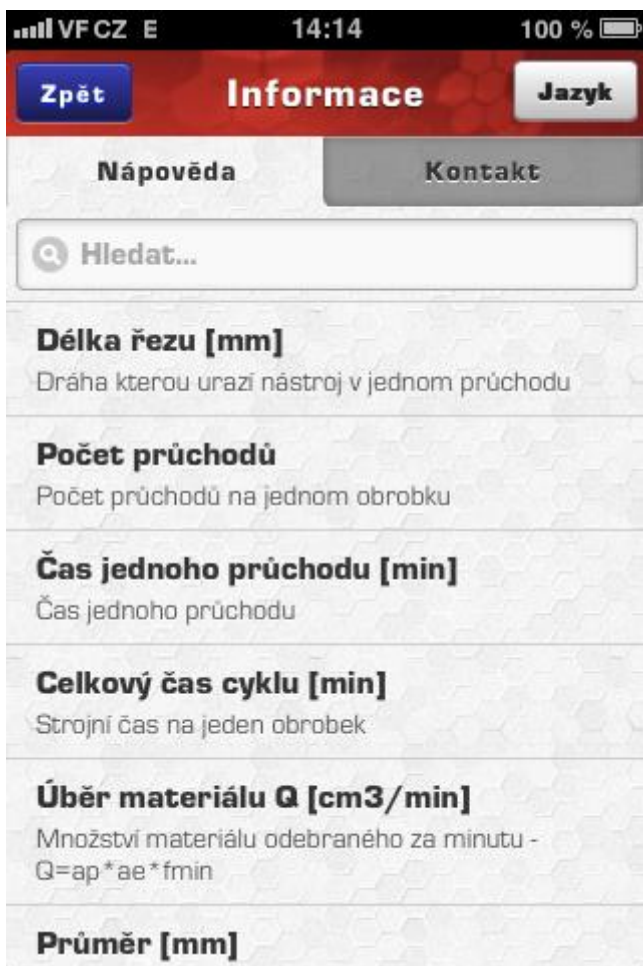 VF CZ E 14:14 100 %
Zpět Informace Jazyk
Nápověda Kontakt
Hledat...
Délka řezu [mm]
Dráha kterou urazí nástroj v jednom průchodu
Počet průchodů
Počet průchodů na jednom obrobku
Čas jednoho průchodu [min]
Čas jednoho průchodu
Celkový čas cyklu [min]
Strojní čas na jeden obrobek
Úběr materiálu Q [cm3/min]
Množství materiálu odebraného za minutu -
Q=ap*ae*fmin
Průměr [mm]